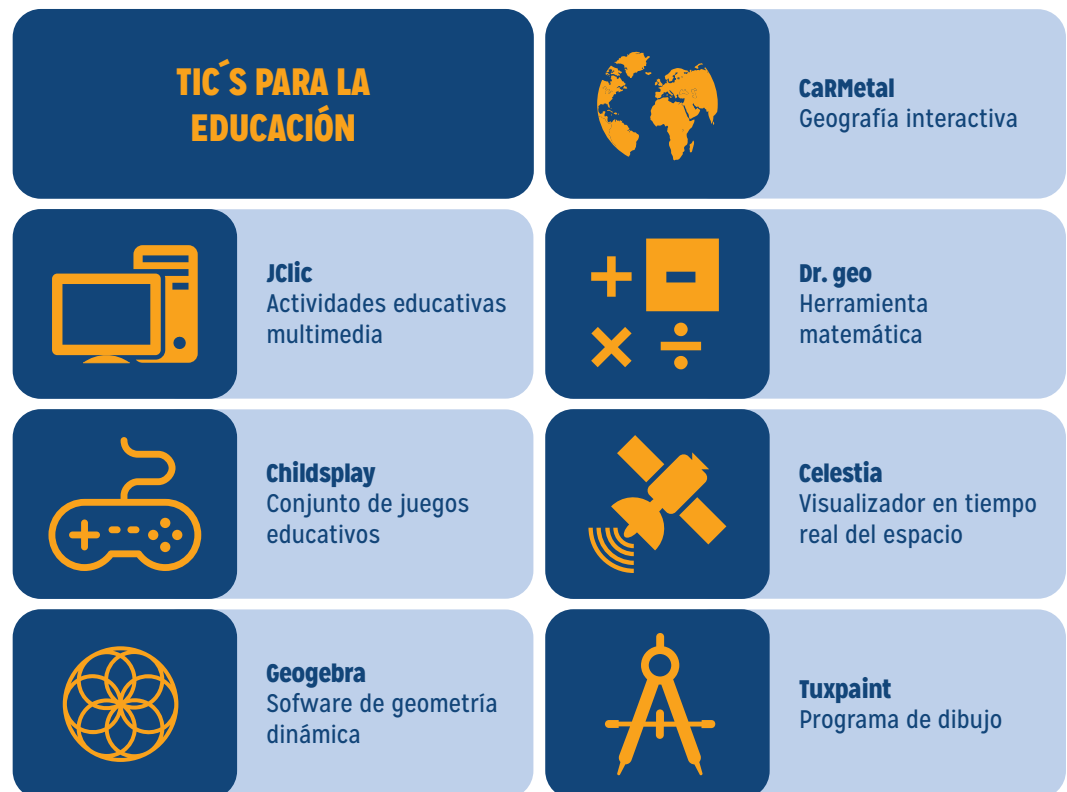 TIC´S PARA LA
EDUCACIÓN
CaRMetal
Geografía interactiva
JClic
Actividades educativas
multimedia
Dr. geo
Herramienta
matemática
Childsplay
Conjunto de juegos
educativos
Celestia
Visualizador en tiempo
real del espacio
Geogebra
Sofware de geometría
dinámica
Tuxpaint
Programa de dibujo